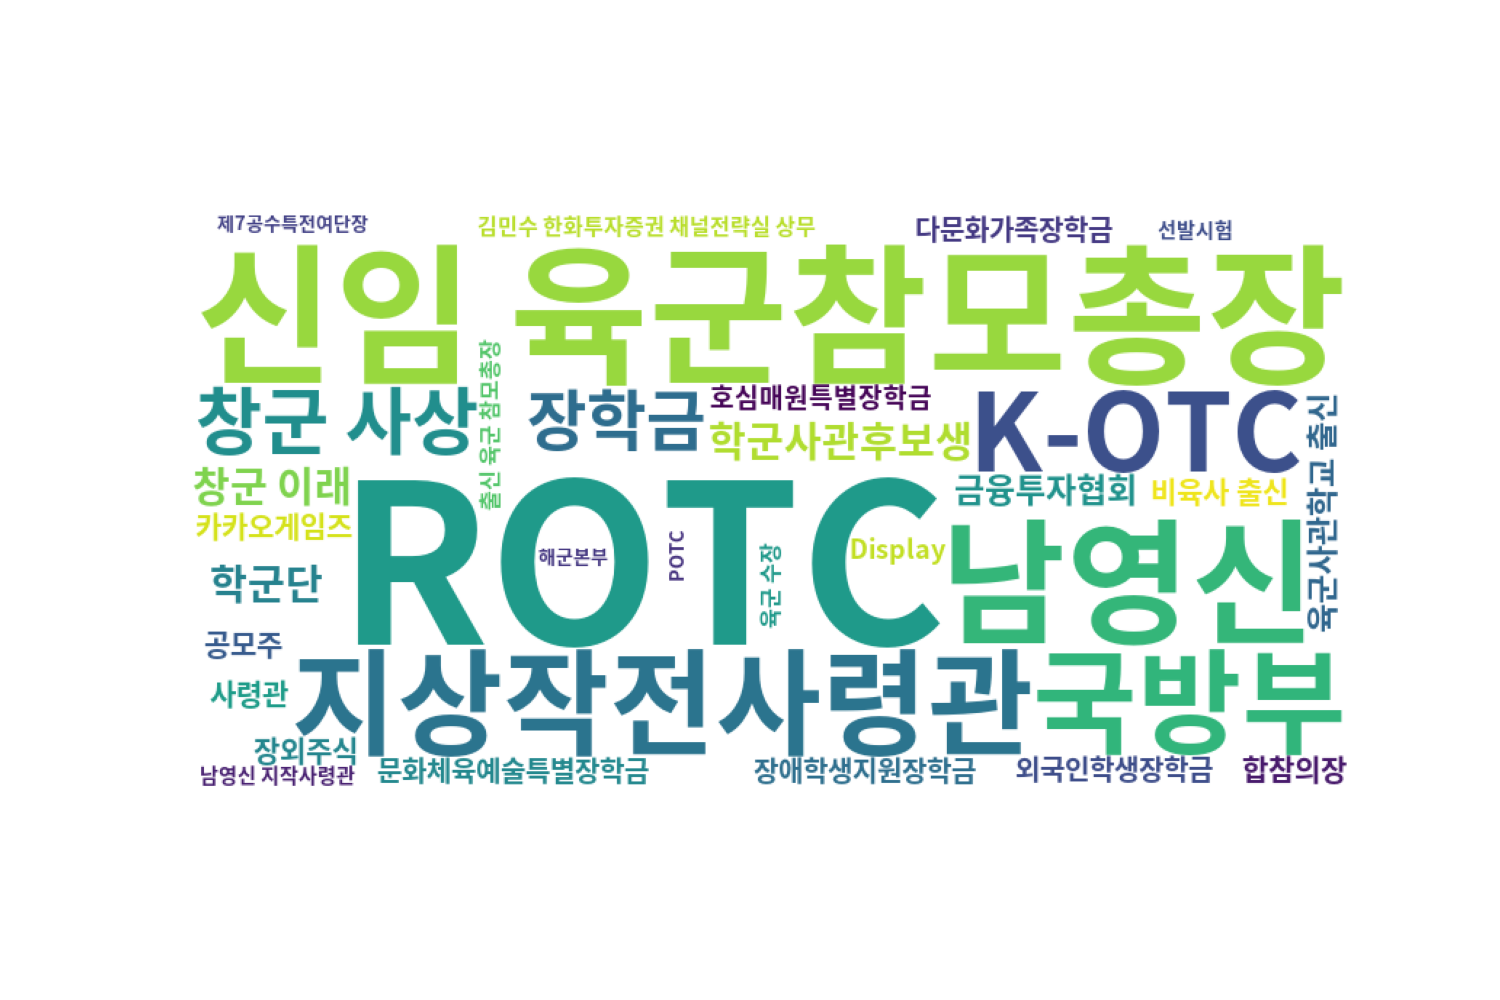 제7공수특전여단장
김민수 한화투자증권 채널전략실 상무
다문화가족장학금
선발시험
신임 육군참모총장
출신 육군 참모총장
창군 사상
장학금
호심매원특별장학금
학군사관후보생
K-OTC
육군사관학교 출신
창군 이래
카카오게임즈
ROTC
금융투자협회
비육사 출신
해군본부
POTC
육군 수장
Display
남영신
학군단
공모주
사령관
지상작전사령관
국방부
장외주식
남영신 지작사령관
문화체육예술특별장학금
장애학생지원장학금
외국인학생장학금
합참의장